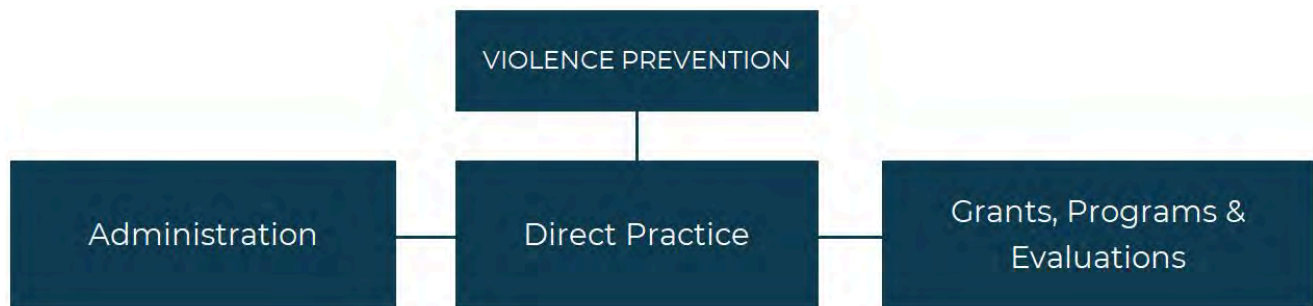 VIOLENCE PREVENTION
Administration
Direct Practice
Grants, Programs &
Evaluations